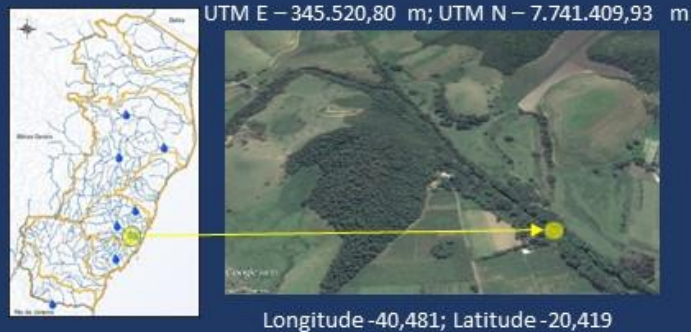 UTM E – 345.520,80 m; UTM N – 7.741.409,93 m
Bahia
Minas Gerais
Rio de Janeiro
Google earth
Longitude -40,481; Latitude -20,419